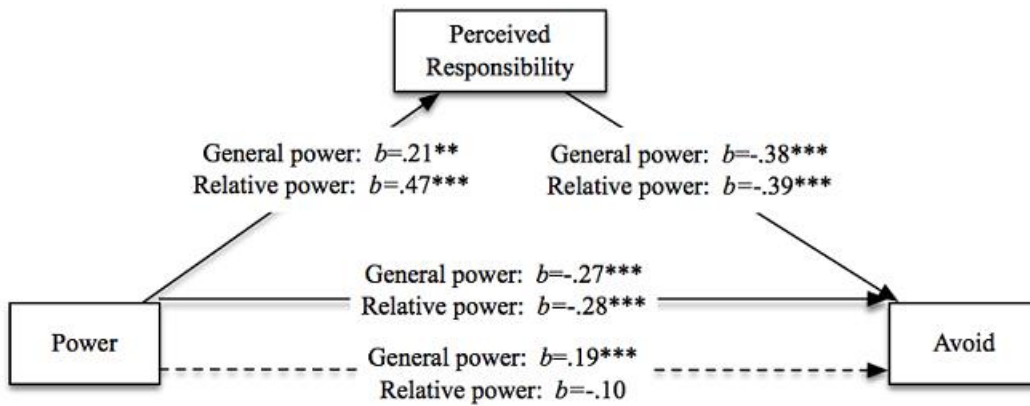 Perceived
Responsibility
General power: b=.21**
Relative power: b=.47***
General power: b=-.38***
Relative power: b=-.39***
General power: b=-.27***
Relative power: b=-.28***
Power
Avoid
General power: b=.19***
Relative power: b=-.10